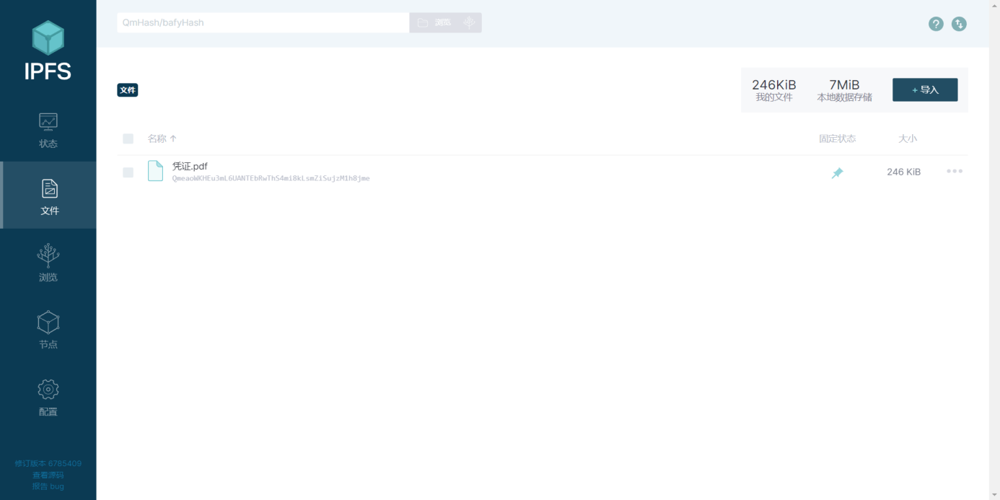 QmHash/bafyHash
浏览
IPFS
状态
文件
浏览
节点
配置
修订版本 6785409
查看源码
报告 bug
文件
246KiB
我的文件
7MiB
本地数据存储
+ 导入
名称 ↑
固定状态
大小
凭证.pdf
QmeaoWKHEu3mL6UANTEbRwThS4mi8kLsmZiSujzM1h8jme
246 KiB